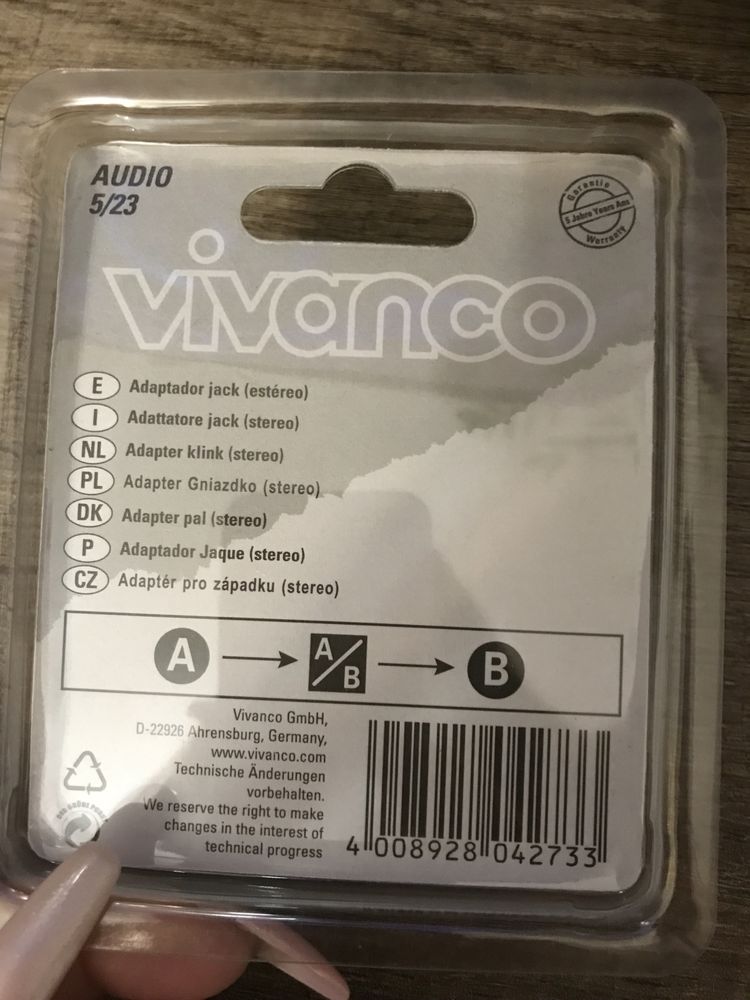 AUDIO
5/23
Garantie
5 Jahre Years Ans
Warranty
vivanco
E Adaptador jack (estéreo)
I Adattatore jack (stereo)
NL Adapter klink (stereo)
PL Adapter Gniazdko (stereo)
DK Adapter pal (stereo)
P Adaptador Jaque (stereo)
CZ Adaptér pro západku (stereo)
A A/B B
Vivanco GmbH,
D-22926 Ahrensburg, Germany,
www.vivanco.com
Technische Änderungen
vorbehalten.
We reserve the right to make
changes in the interest of
technical progress
4 008928 042733